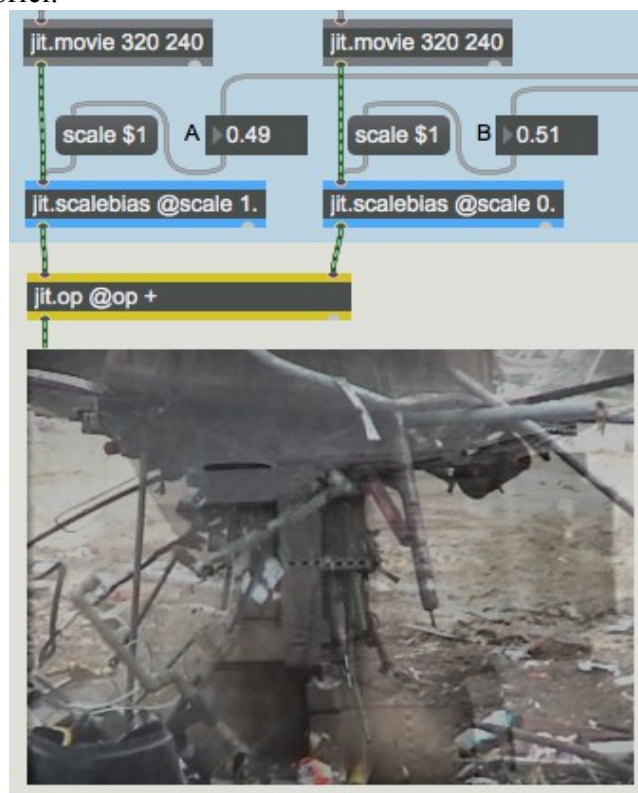 jit.movie 320 240 jit.movie 320 240
scale $1 A 0.49 scale $1 B 0.51
jit.scalebias @scale 1. jit.scalebias @scale 0.
jit.op @op +